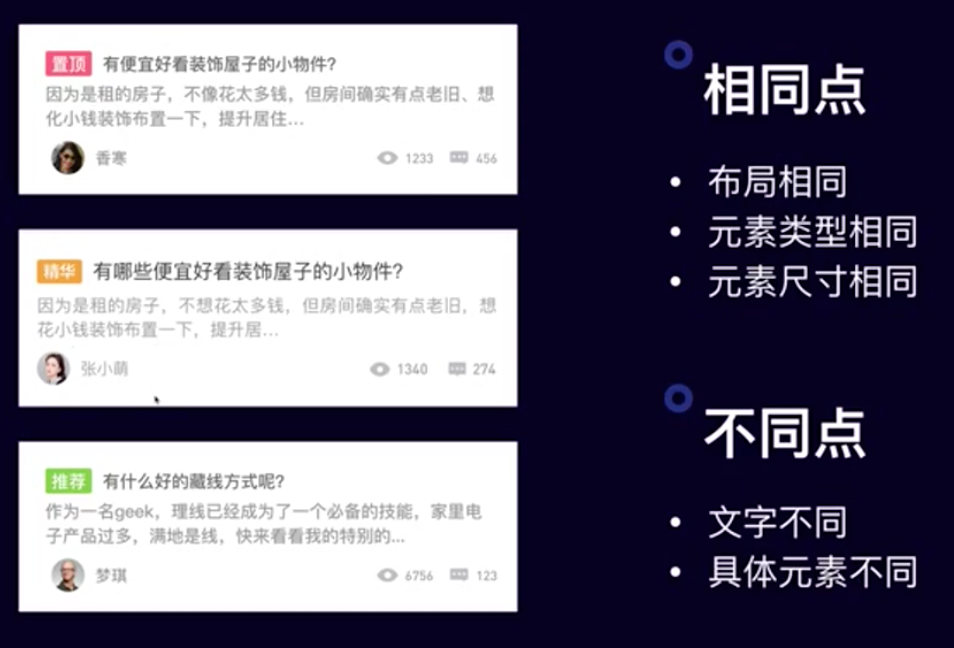 置顶 有便宜好看装饰屋子的小物件?
因为是租的房子，不像花太多钱，但房间确实有点老旧、想
化小钱装饰布置一下，提升居住...
香寒 1233 456
精华 有哪些便宜好看装饰屋子的小物件?
因为是租的房子，不想花太多钱，但房间确实有点老旧，想
花小钱装饰布置一下，提升居...
张小萌 1340 274
推荐 有什么好的藏线方式呢?
作为一名geek，理线已经成为了一个必备的技能，家里电
子产品过多，满地是线，快来看看我的特别的...
梦琪 6756 123
相同点
• 布局相同
• 元素类型相同
• 元素尺寸相同
不同点
• 文字不同
• 具体元素不同